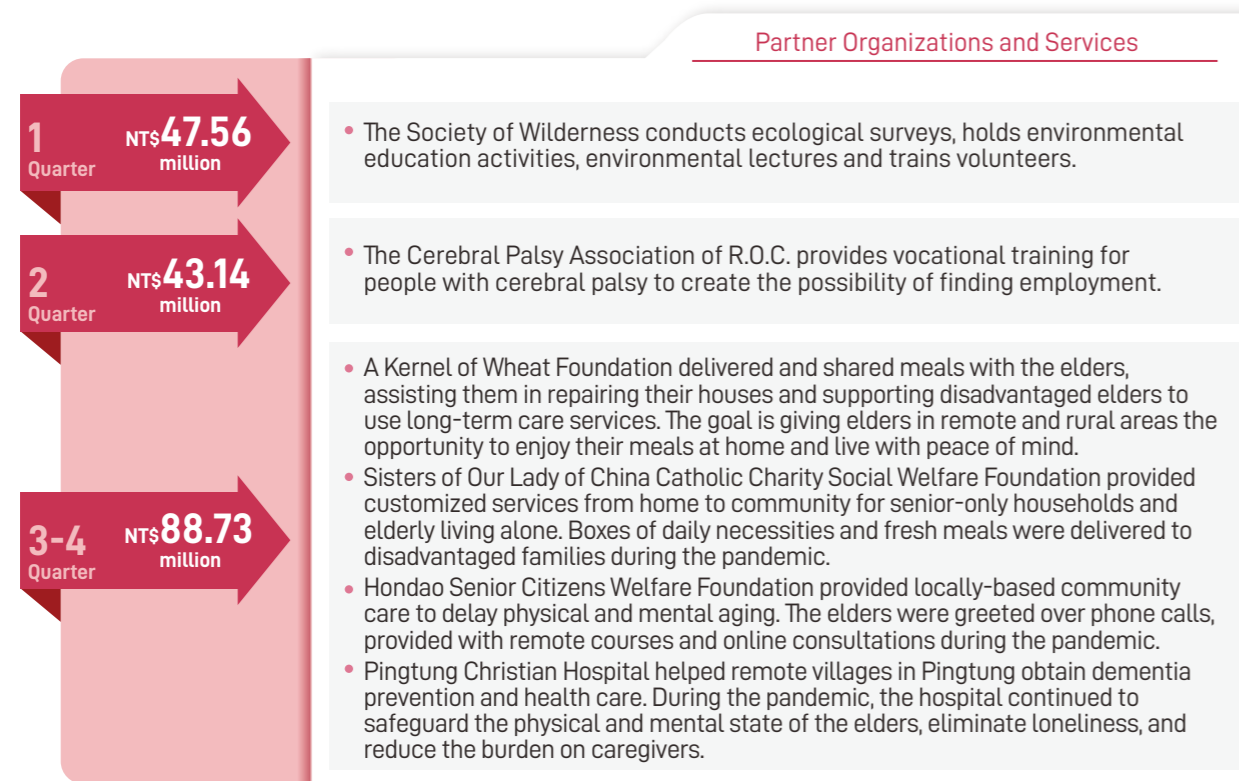 Partner Organizations and Services
1
Quarter
NT$47.56
million
• The Society of Wilderness conducts ecological surveys, holds environmental
education activities, environmental lectures and trains volunteers.
2
Quarter
NT$43.14
million
• The Cerebral Palsy Association of R.O.C. provides vocational training for
people with cerebral palsy to create the possibility of finding employment.
3-4
Quarter
NT$88.73
million
• A Kernel of Wheat Foundation delivered and shared meals with the elders,
assisting them in repairing their houses and supporting disadvantaged elders to
use long-term care services. The goal is giving elders in remote and rural areas the
opportunity to enjoy their meals at home and live with peace of mind.
• Sisters of Our Lady of China Catholic Charity Social Welfare Foundation provided
customized services from home to community for senior-only households and
elderly living alone. Boxes of daily necessities and fresh meals were delivered to
disadvantaged families during the pandemic.
• Hondao Senior Citizens Welfare Foundation provided locally-based community
care to delay physical and mental aging. The elders were greeted over phone calls,
provided with remote courses and online consultations during the pandemic.
• Pingtung Christian Hospital helped remote villages in Pingtung obtain dementia
prevention and health care. During the pandemic, the hospital continued to
safeguard the physical and mental state of the elders, eliminate loneliness, and
reduce the burden on caregivers.